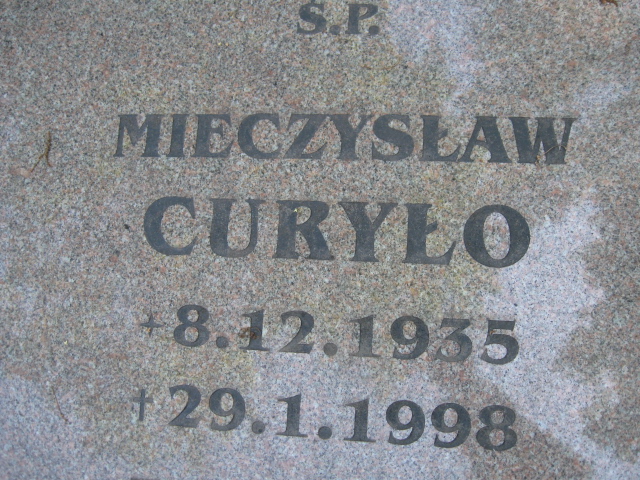 Ś.P.
MIECZYSŁAW
CURYŁO
8.12.1935
† 29.1.1998